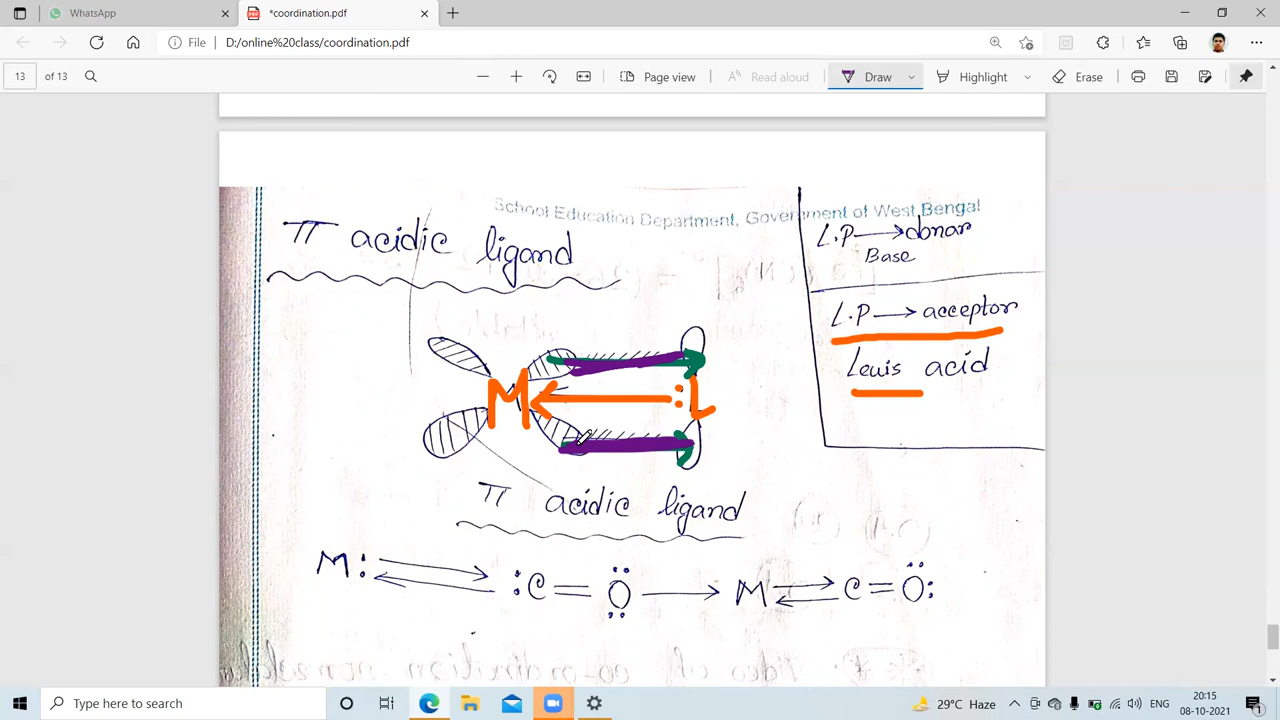 WhatsApp
*coordination.pdf
File D:/online%20class/coordination.pdf
13 of 13
Page view
Read aloud
Draw
Highlight
Erase
School Education Department, Government of West Bengal
π acidic ligand
L.P → donar
Base
L.P → acceptor
Lewis acid
M ← : L
π acidic ligand
M: ⇌ :C = Ö: → M ⇌ C = Ö:
Type here to search
29°C Haze
ENG
20:15
08-10-2021